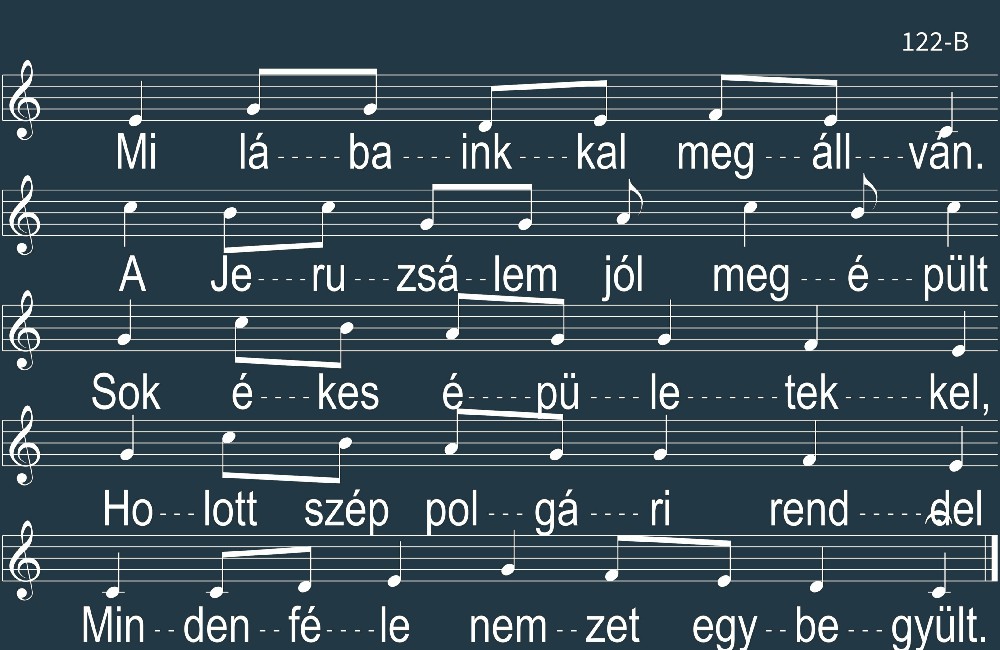 122-B
Mi lá-----ba----ink----kal meg---áll----ván.
A Je----ru---zsá--lem jól meg---é---pült
Sok é----kes é-----pü----le-------tek------kel,
Ho---lott szép pol---gá----ri rend-----del
Min--den--fé----le nem--zet egy--be---gyült.